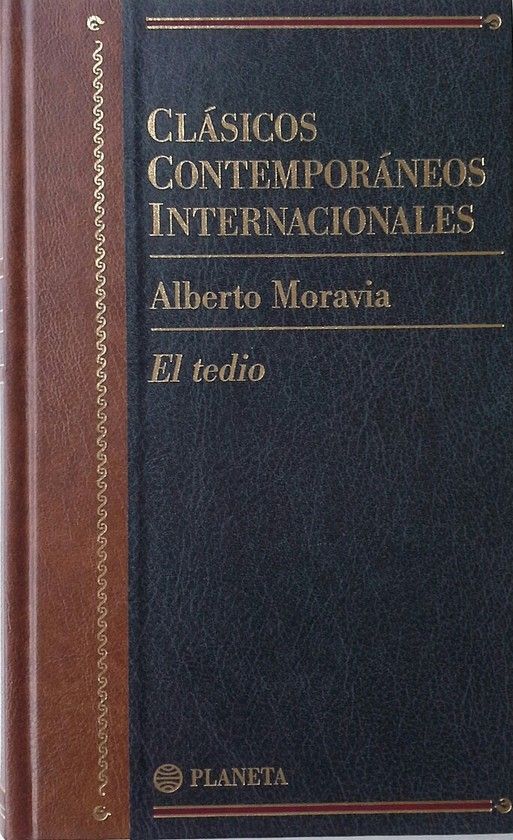 CLÁSICOS
CONTEMPORÁNEOS
INTERNACIONALES
Alberto Moravia
El tedio
PLANETA